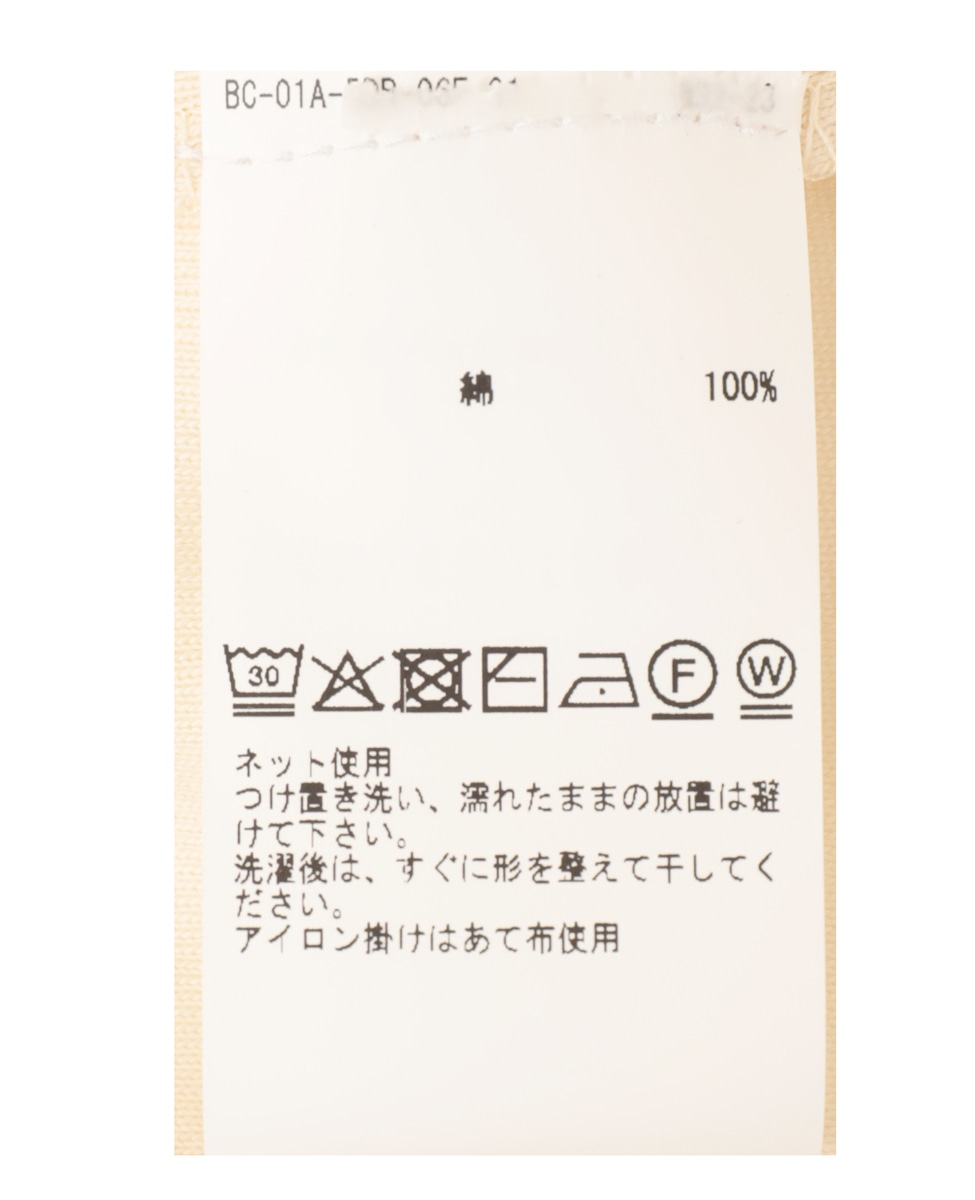 BC-01A-
綿 100%
30 F W
ネット使用
つけ置き洗い、濡れたままの放置は避
けて下さい。
洗濯後は、すぐに形を整えて干してく
ださい。
アイロン掛けはあて布使用